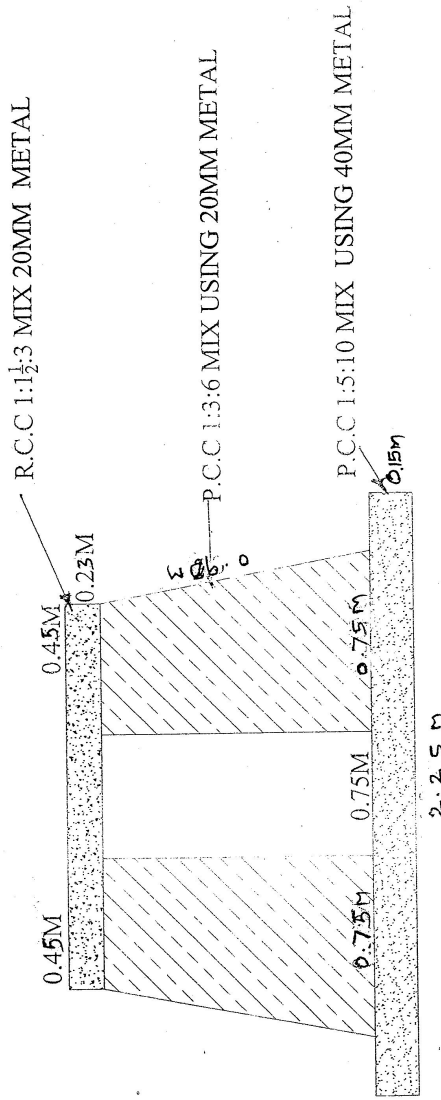 R.C.C 1:1½:3 MIX 20MM METAL
0.45M
0.45M
0.23M
P.C.C 1:3:6 MIX USING 20MM METAL
0.75M
0.75M
0.75M
P.C.C 1:5:10 MIX USING 40MM METAL
0.15M
2.25M